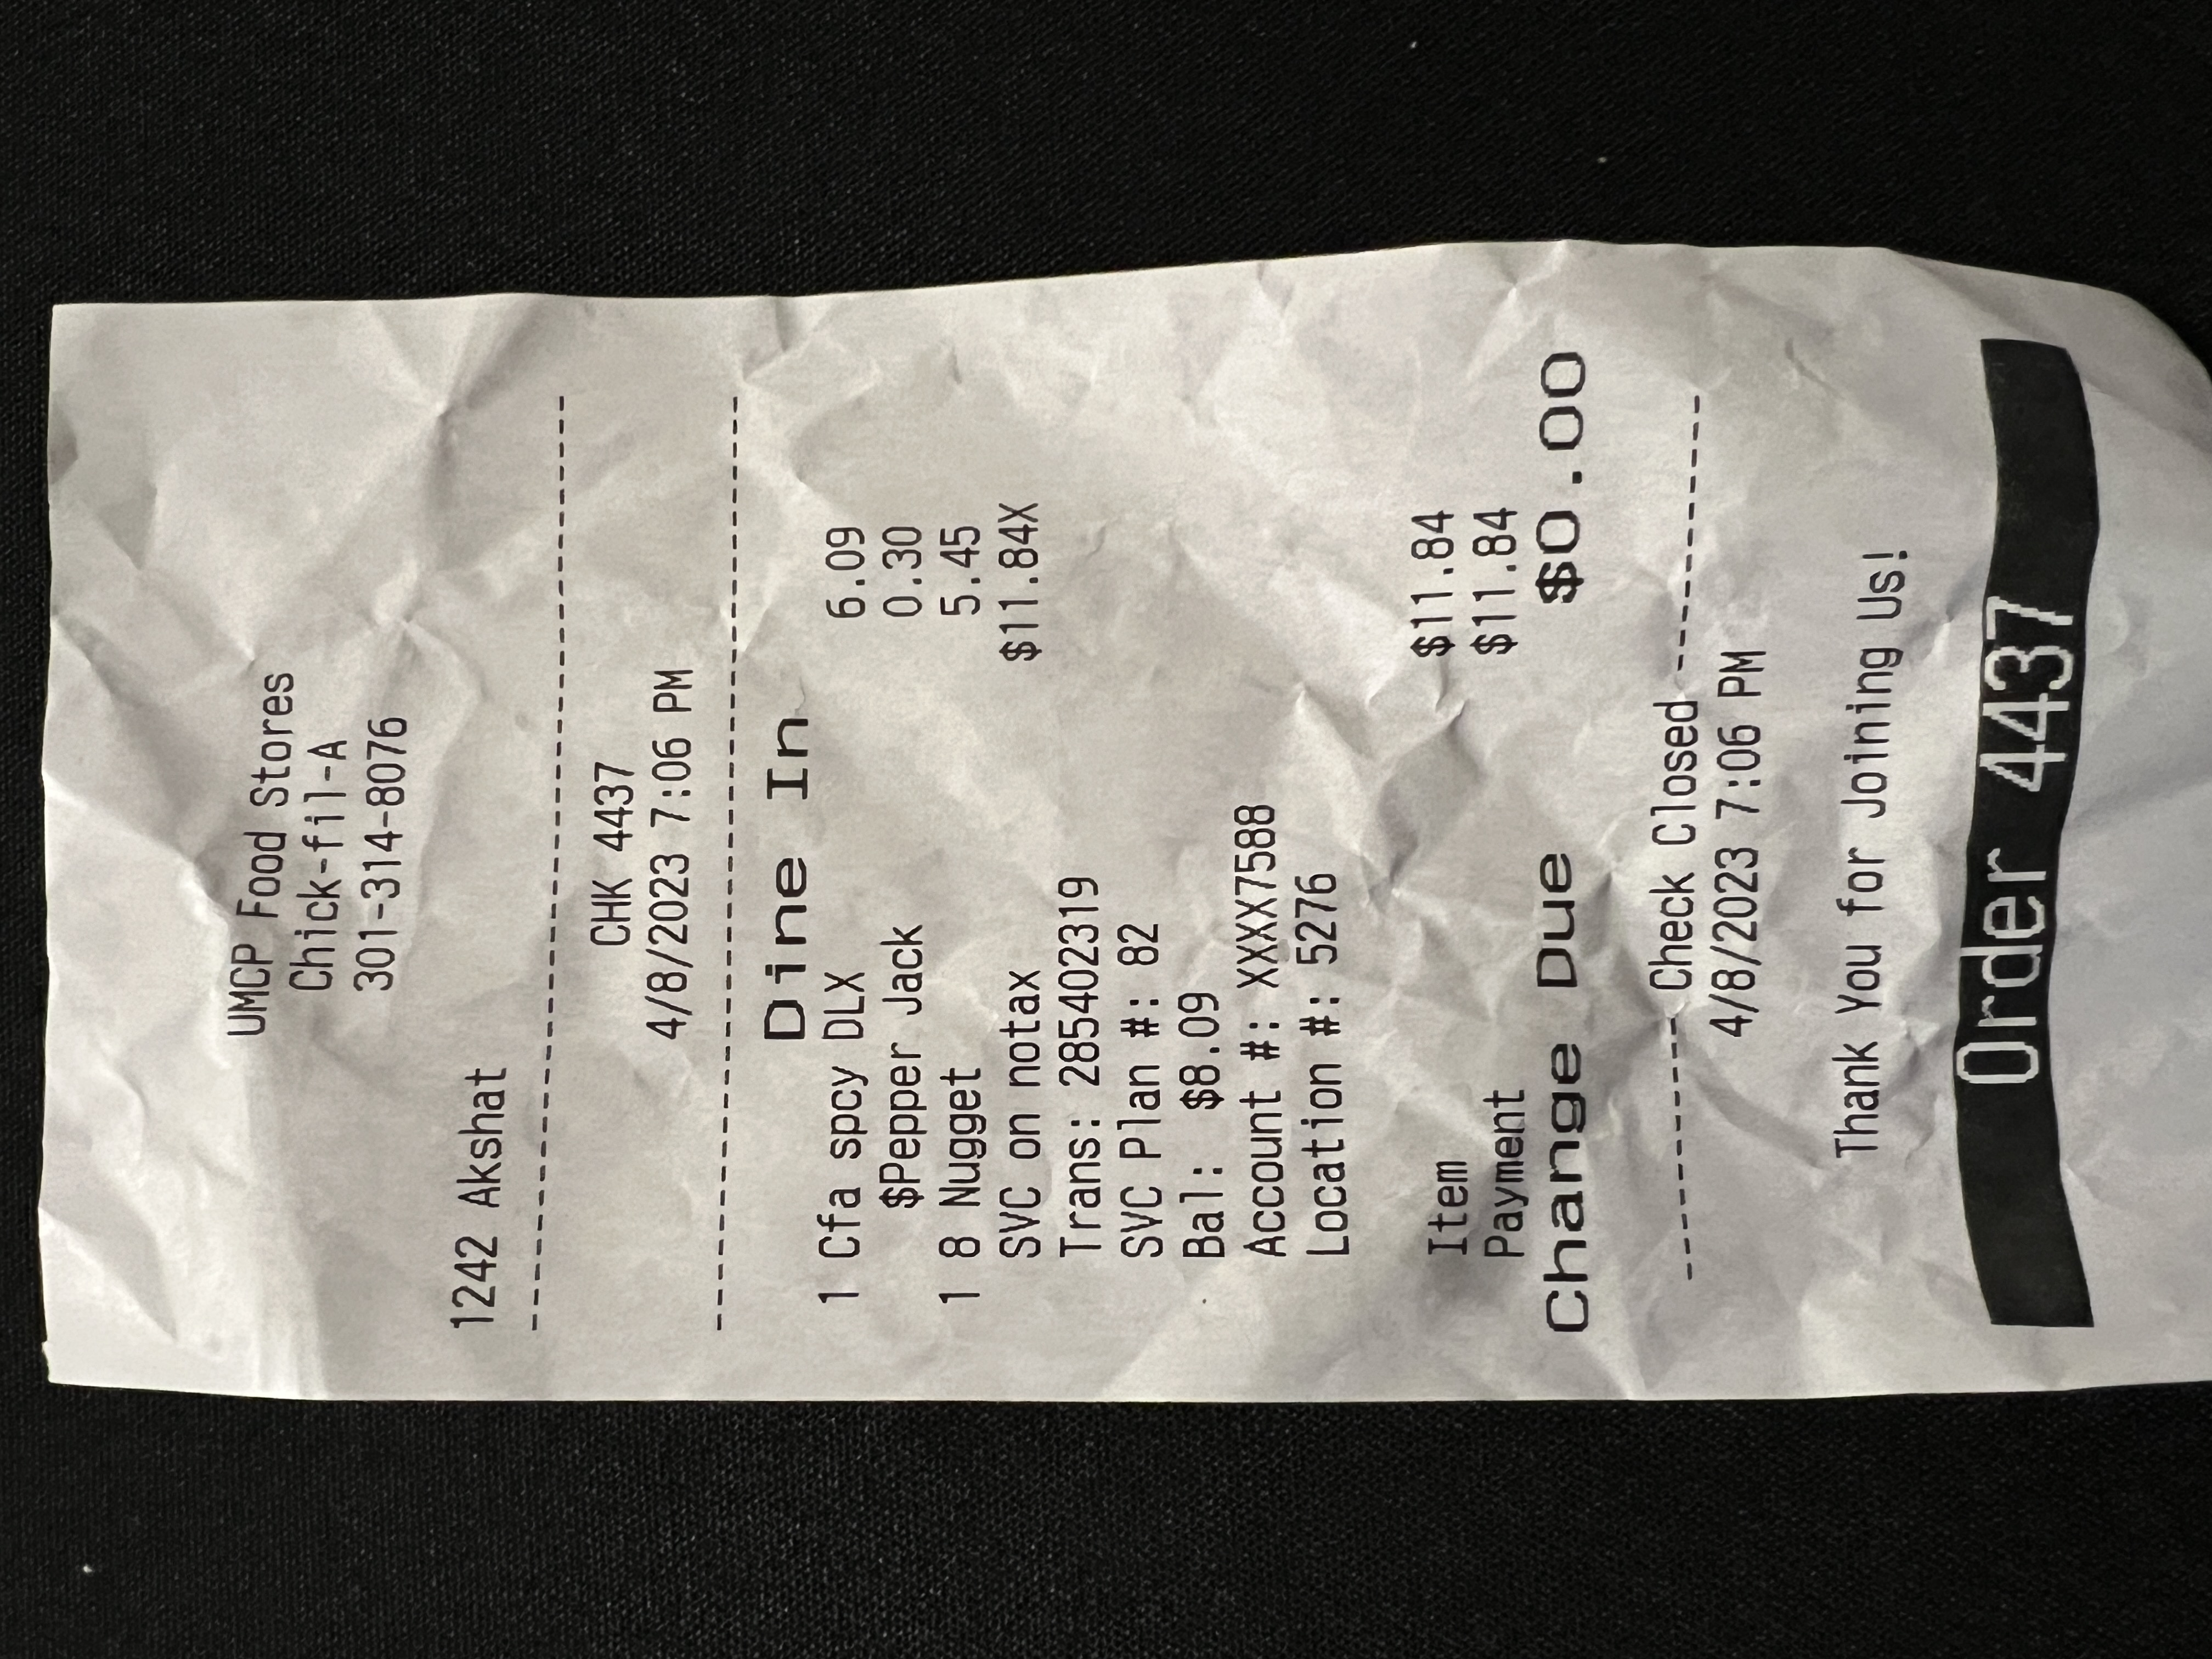 UMCP Food Stores
Chick-fil-A
301-314-8076
1242 Akshat
----------------------------------------
CHK 4437
4/8/2023 7:06 PM
----------------------------------------
Dine In
1 Cfa spcy DLX 6.09
$Pepper Jack 0.30
1 8 Nugget 5.45
SVC on notax $11.84X
Trans: 285402319
SVC Plan #: 82
Bal: $8.09
Account #: XXXX7588
Location #: 5276
Item $11.84
Payment $11.84
Change Due $0.00
----------- Check Closed ------------
4/8/2023 7:06 PM
Thank You for Joining Us!
Order 4437